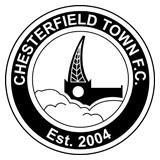 CHESTERFIELD TOWN F.C.
Est. 2004